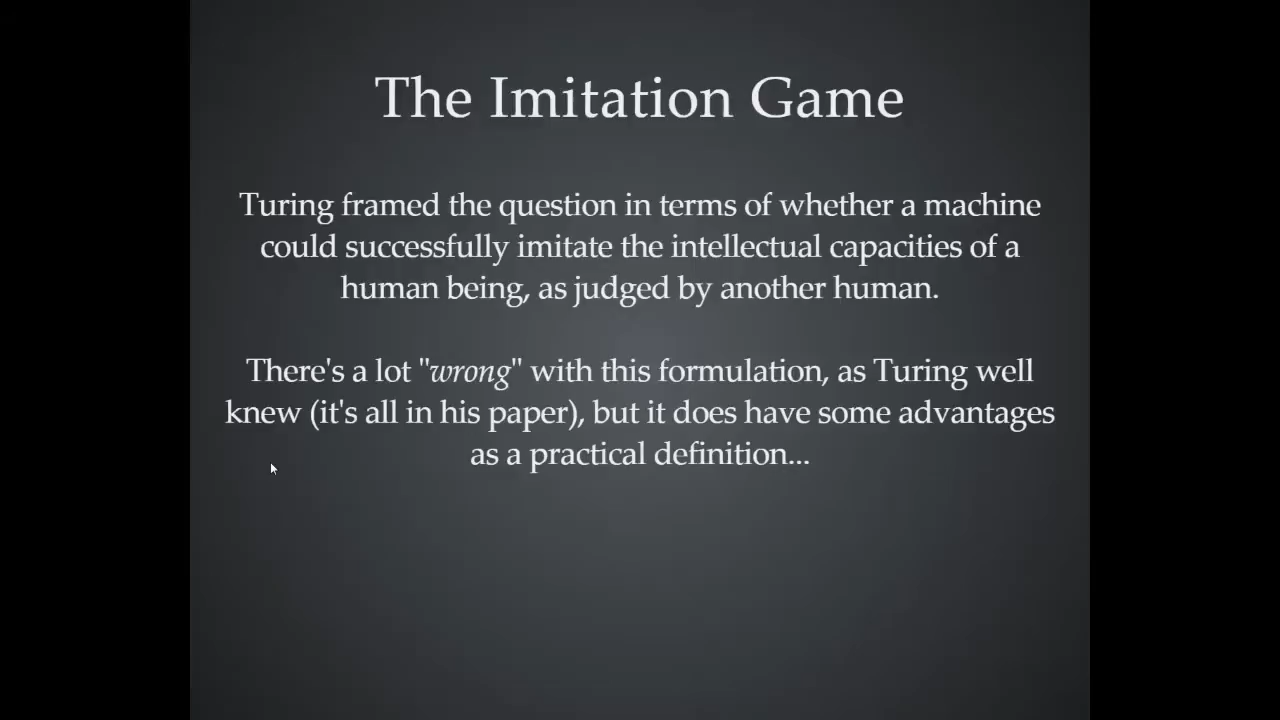 The Imitation Game
Turing framed the question in terms of whether a machine
could successfully imitate the intellectual capacities of a
human being, as judged by another human.
There's a lot "wrong" with this formulation, as Turing well
knew (it's all in his paper), but it does have some advantages
as a practical definition...